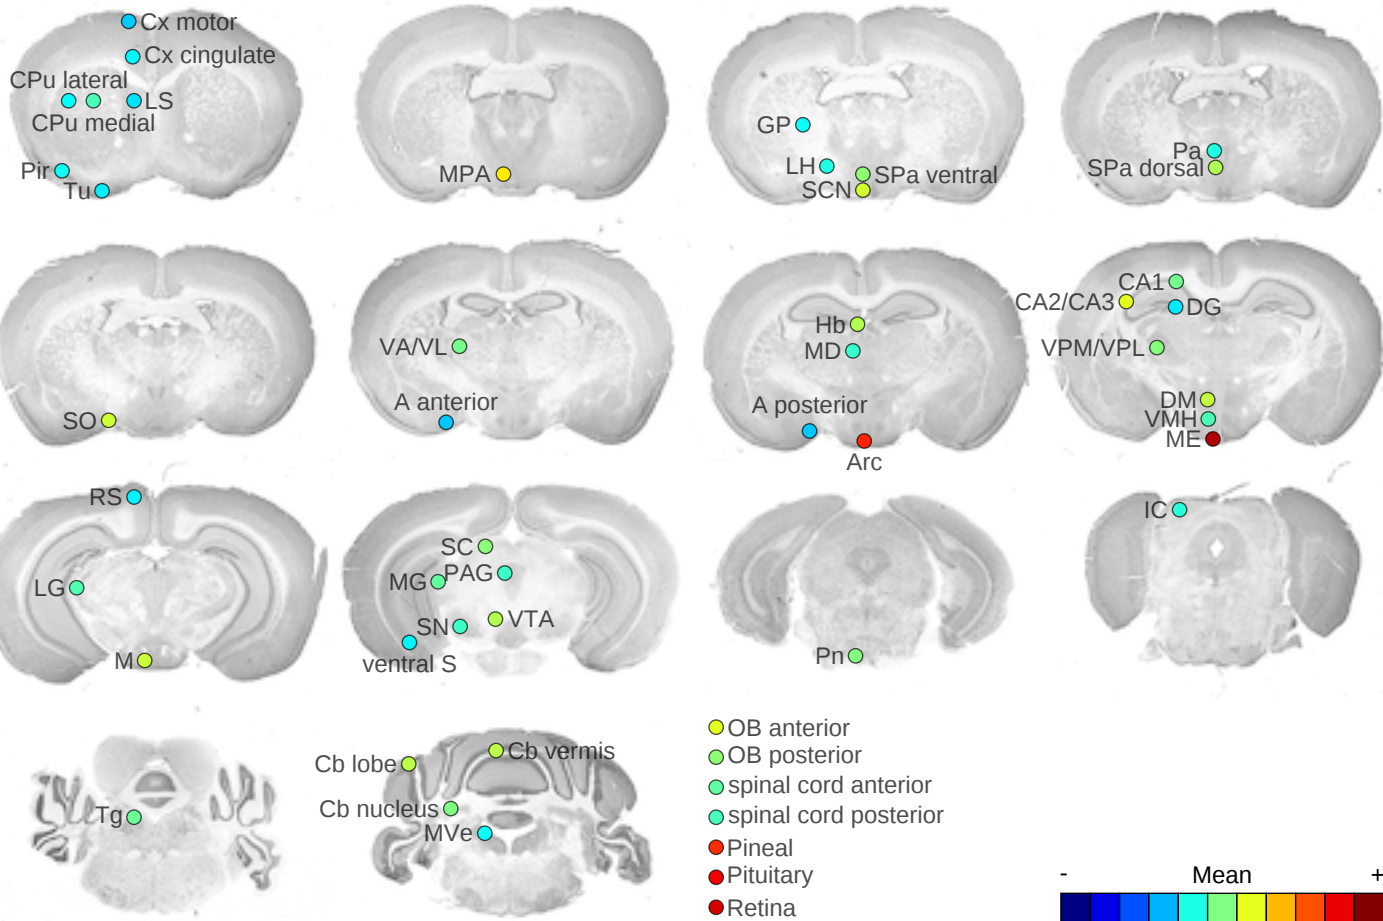 Cx motor
Cx cingulate
CPu lateral
LS
CPu medial
Pir
Tu
MPA
GP
LH
SPa ventral
SCN
Pa
SPa dorsal
SO
VA/VL
A anterior
Hb
MD
A posterior
Arc
CA1
CA2/CA3
DG
VPM/VPL
DM
VMH
ME
RS
LG
M
SC
MG
PAG
SN
VTA
ventral S
Pn
IC
Tg
Cb lobe
Cb vermis
Cb nucleus
MVe
OB anterior
OB posterior
spinal cord anterior
spinal cord posterior
Pineal
Pituitary
Retina
- Mean +